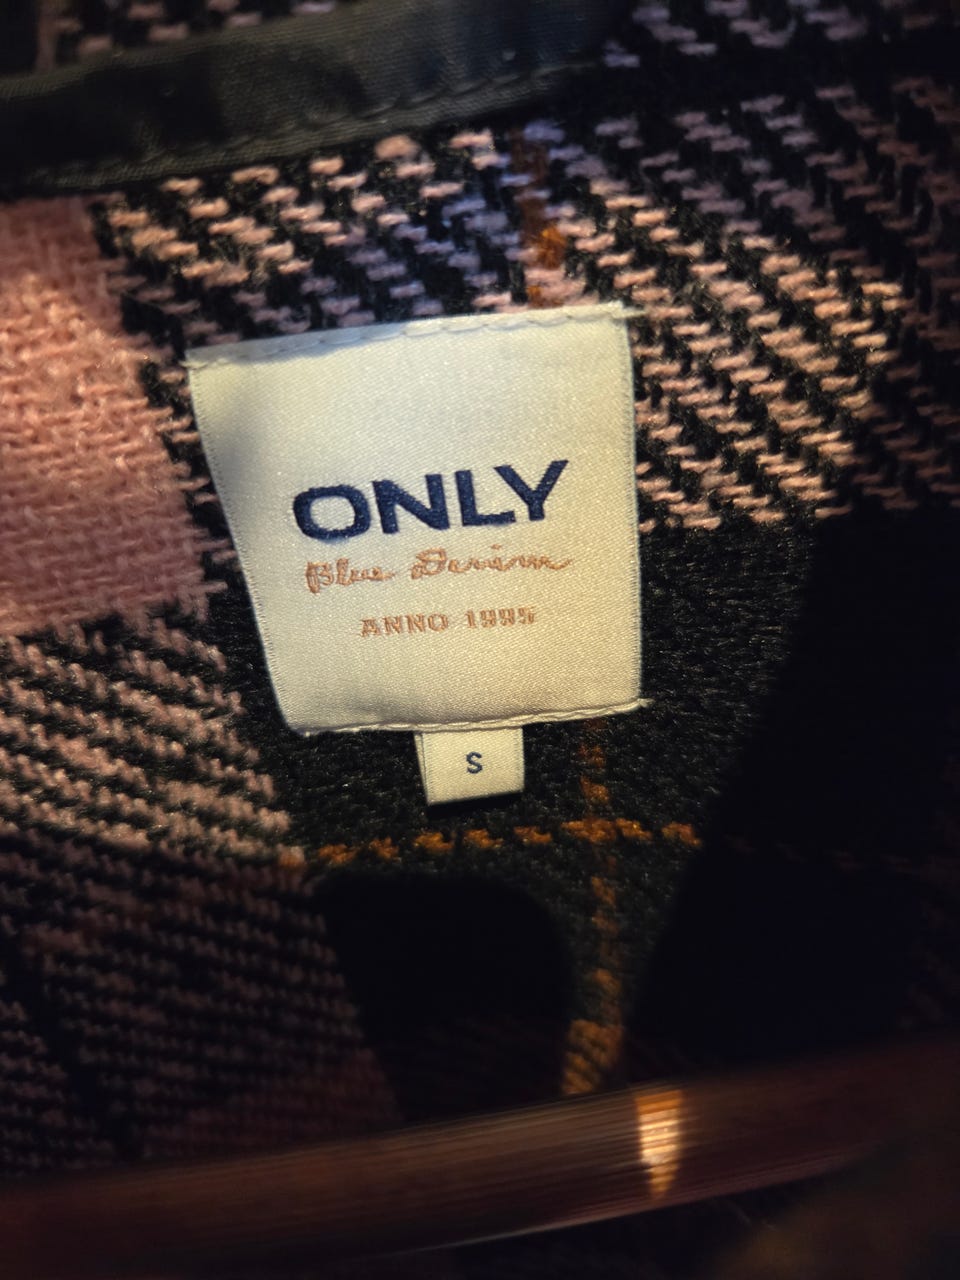 ONLY
Blue Denim
ANNO 1995
S